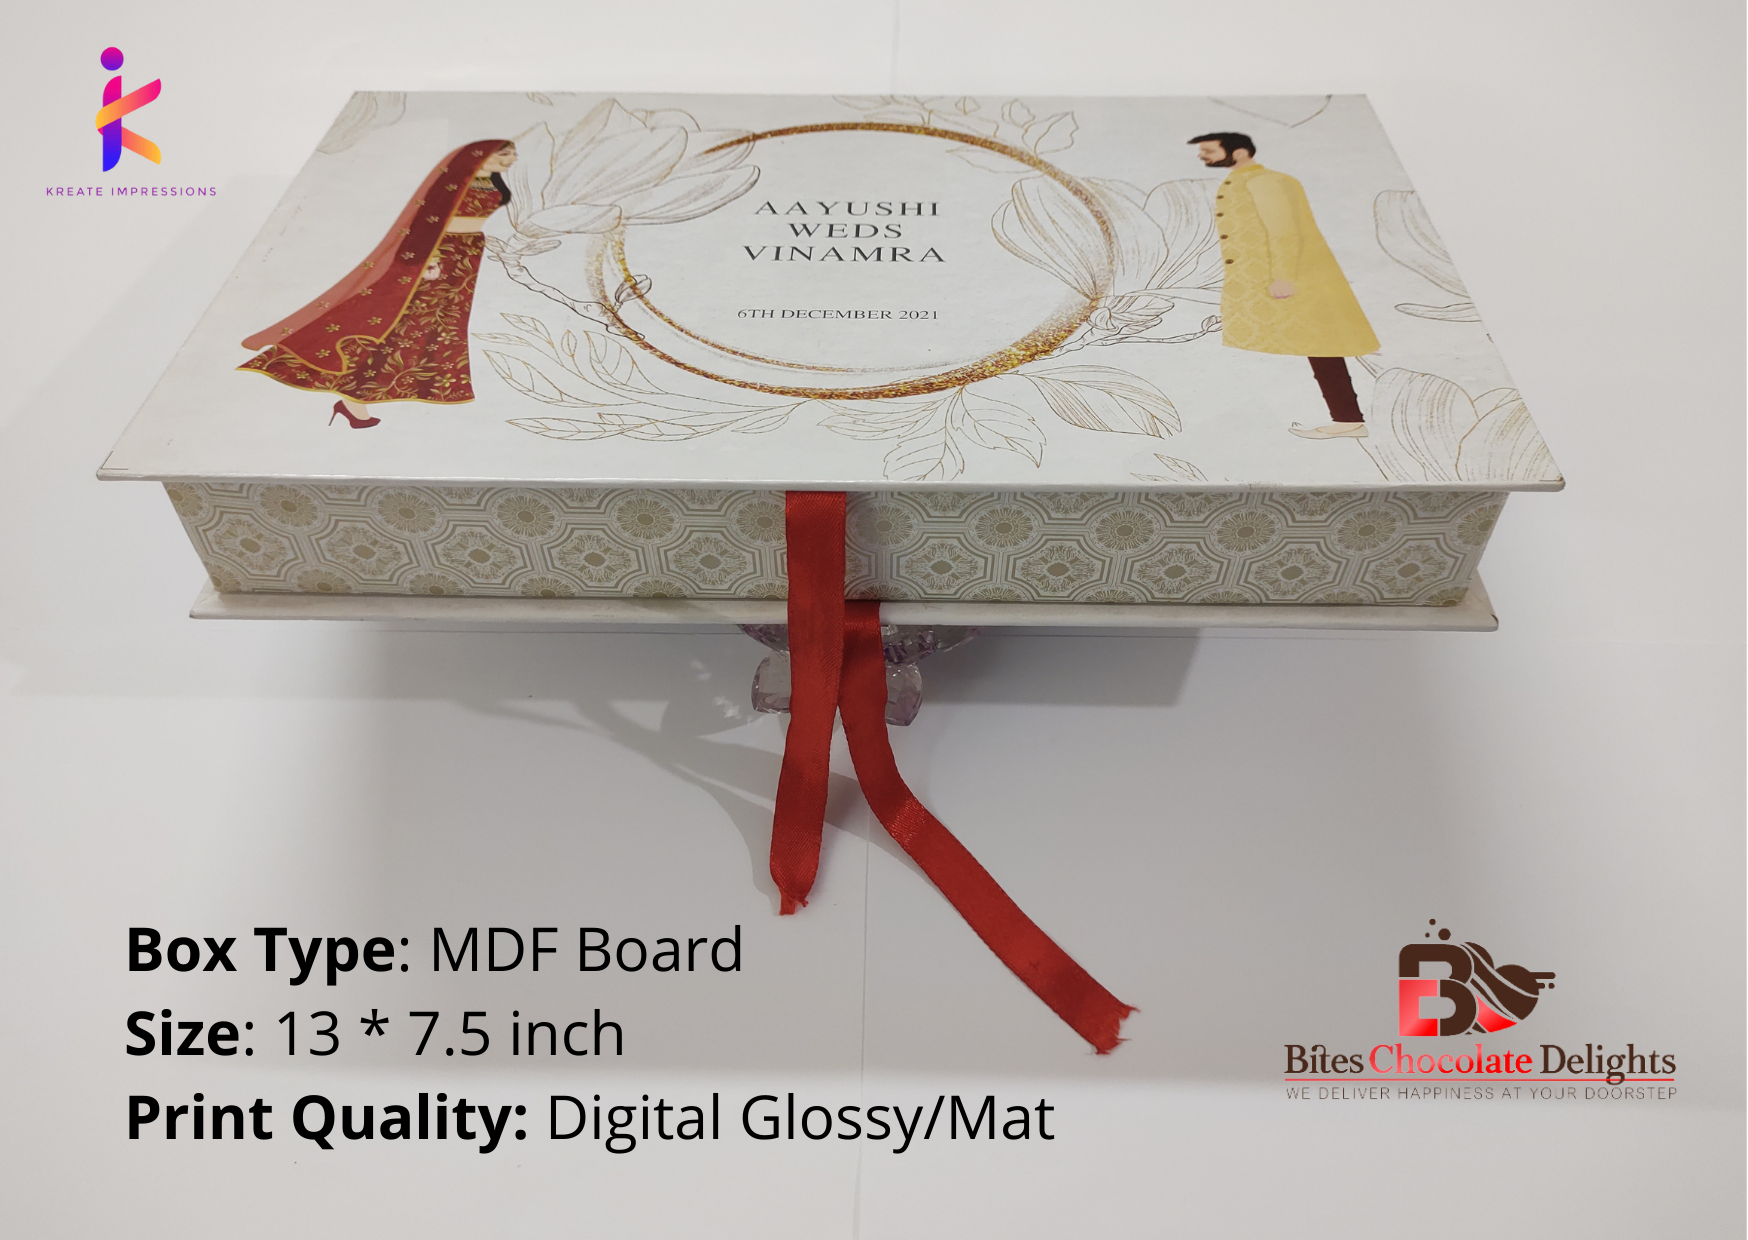 KREATE IMPRESSIONS
AAYUSHI
WEDS
VINAMRA
6TH DECEMBER 2021
Box Type: MDF Board
Size: 13 * 7.5 inch
Print Quality: Digital Glossy/Mat
Bites Chocolate Delights
WE DELIVER HAPPINESS AT YOUR DOORSTEP